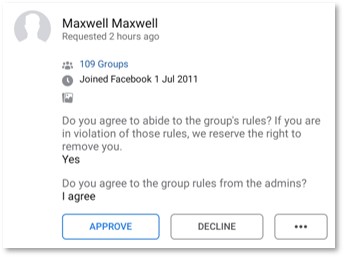 Maxwell Maxwell
Requested 2 hours ago
109 Groups
Joined Facebook 1 Jul 2011
Do you agree to abide to the group's rules? If you are
in violation of those rules, we reserve the right to
remove you.
Yes
Do you agree to the group rules from the admins?
I agree
APPROVE DECLINE •••